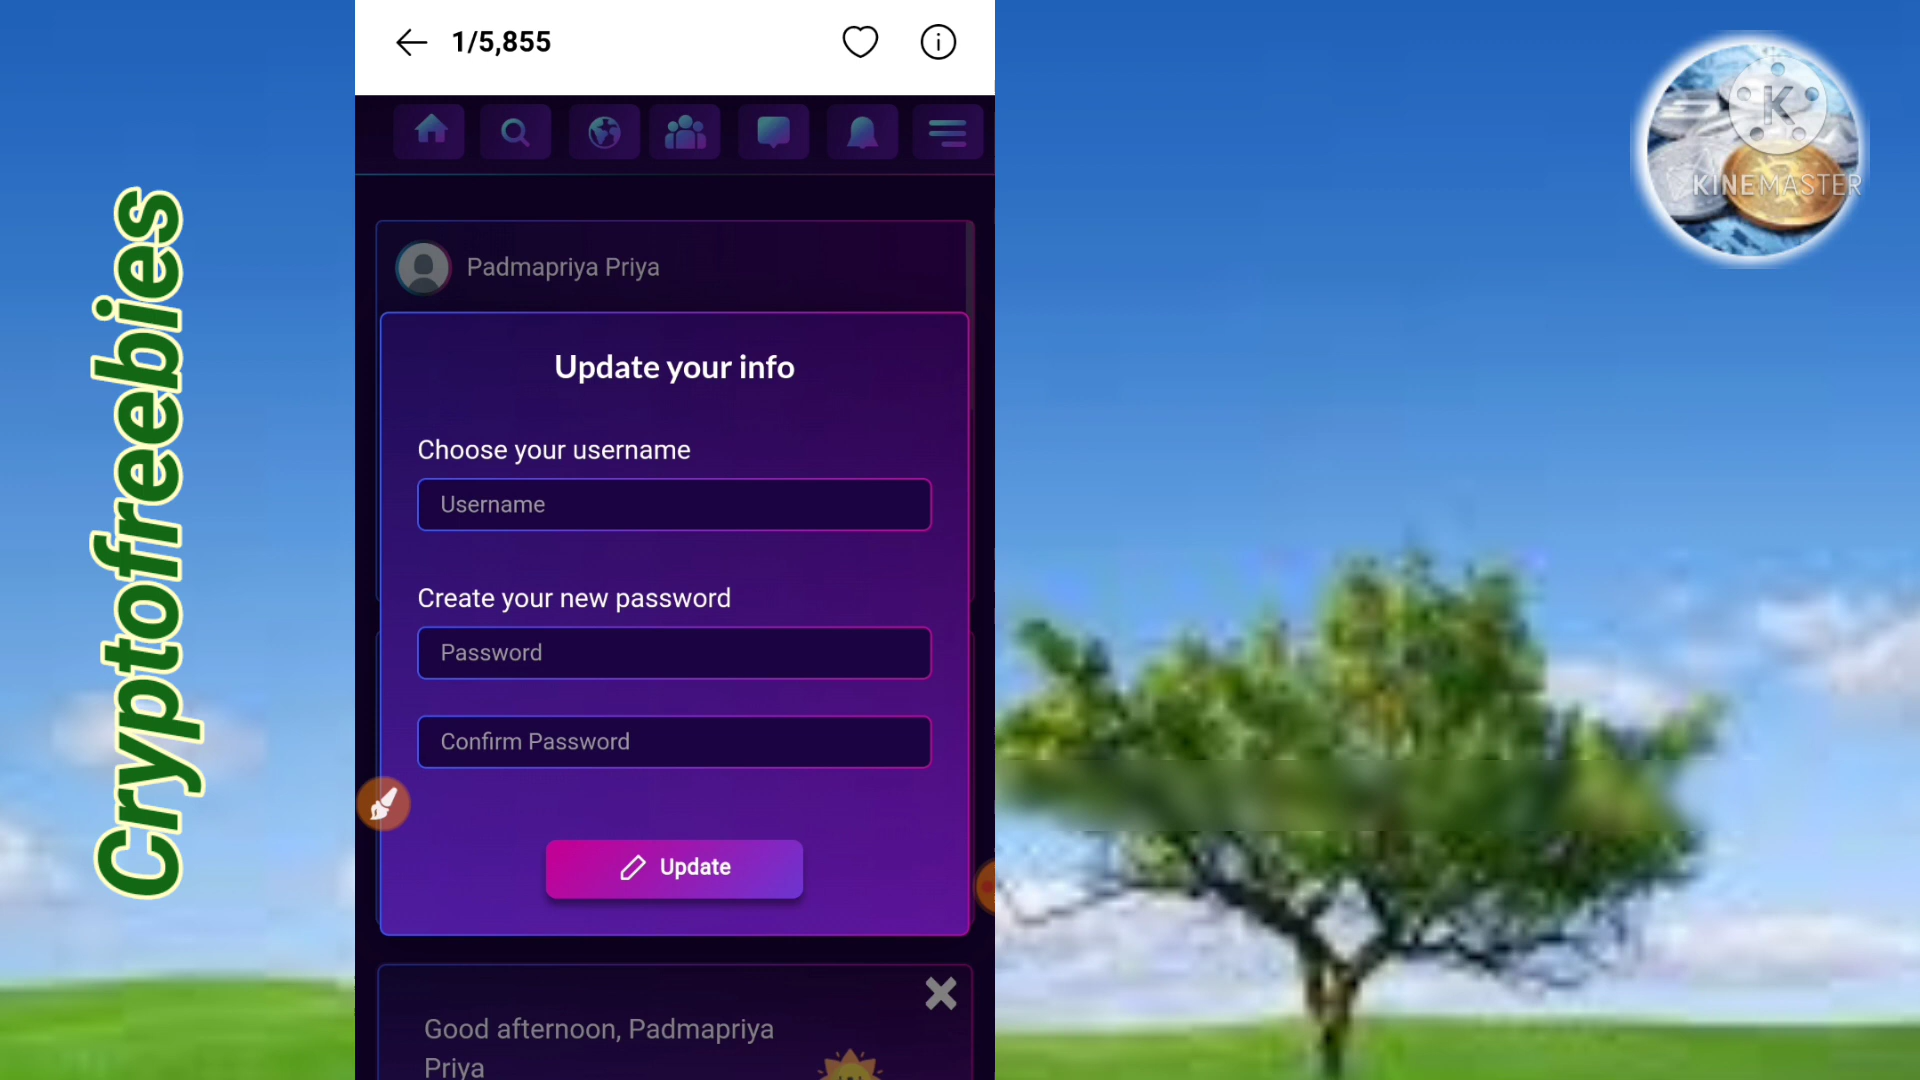 Cryptofreebies
1/5,855
Padmapriya Priya
Update your info
Choose your username
Username
Create your new password
Password
Confirm Password
Update
Good afternoon, Padmapriya
Priya
K
KINEMASTER